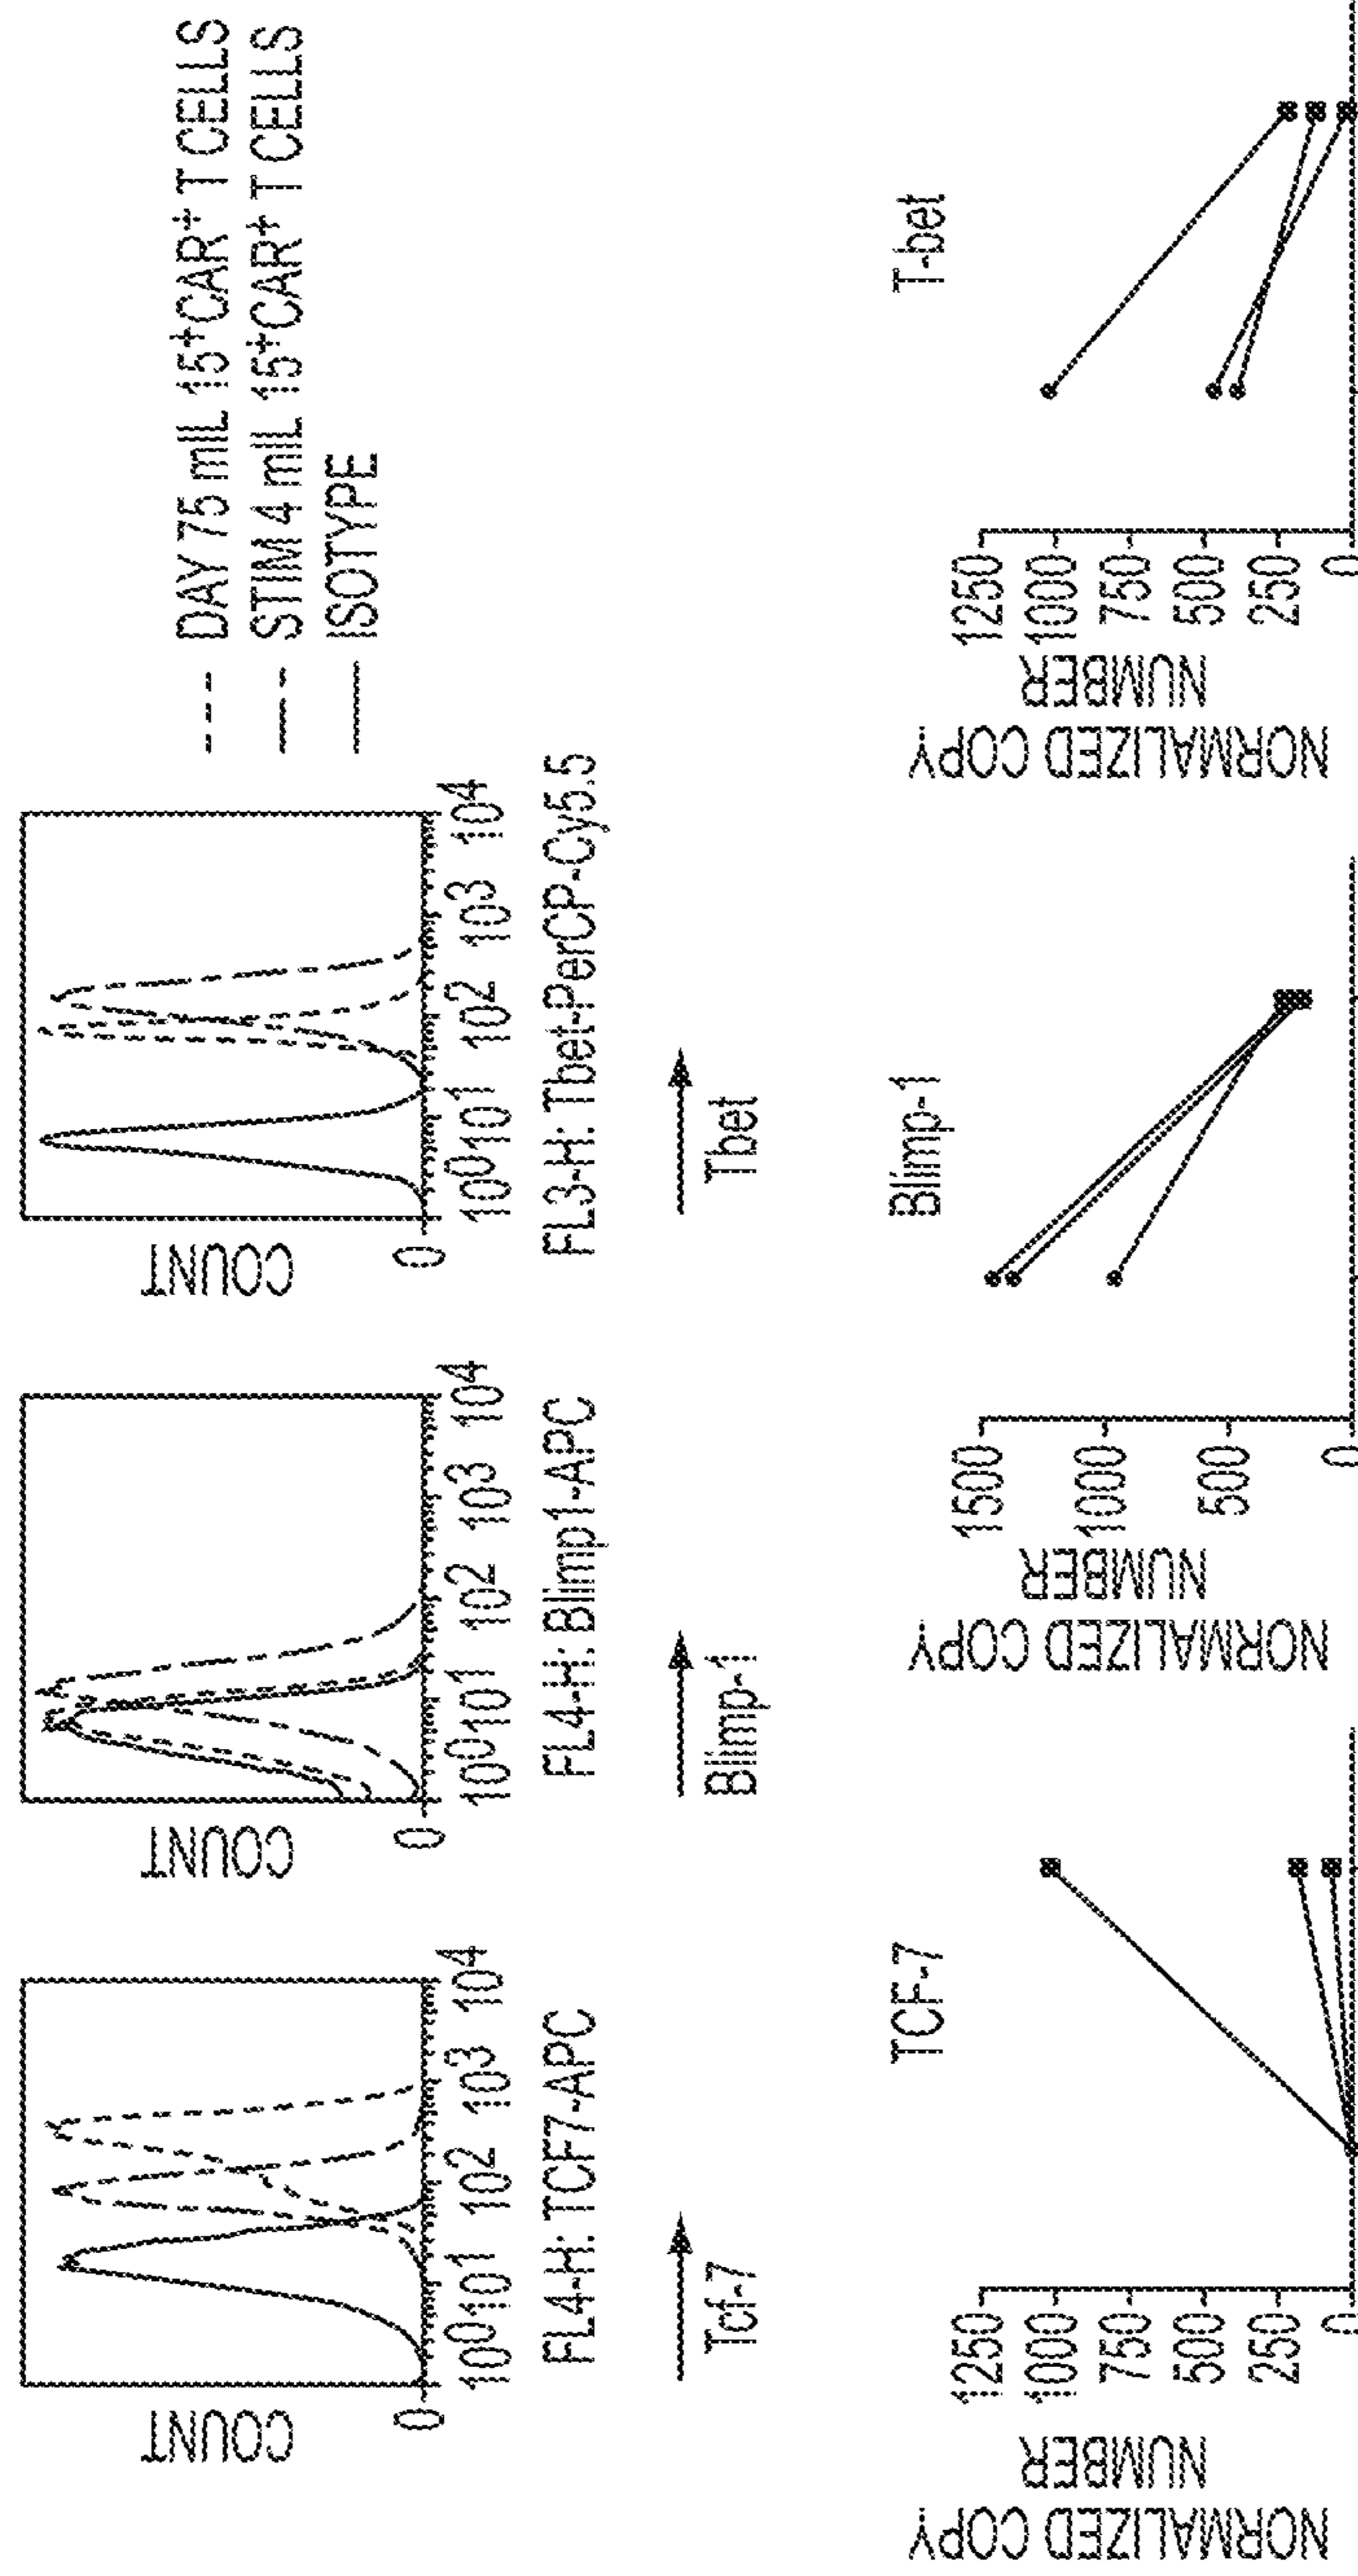 DAY 75 mIL 15⁺CAR⁺ T CELLS
STIM 4 mIL 15⁺CAR⁺ T CELLS
ISOTYPE
COUNT
0
10⁰ 10¹ 10² 10³ 10⁴
FL4-H: TCF7-APC
Tcf-7
COUNT
0
10⁰ 10¹ 10² 10³ 10⁴
FL4-H: Blimp1-APC
Blimp-1
COUNT
0
10⁰ 10¹ 10² 10³ 10⁴
FL3-H: Tbet-PerCP-Cy5.5
Tbet
TCF-7
NORMALIZED COPY
NUMBER
1250
1000
750
500
250
0
Blimp-1
NORMALIZED COPY
NUMBER
1500
1000
500
0
T-bet
NORMALIZED COPY
NUMBER
1250
1000
750
500
250
0